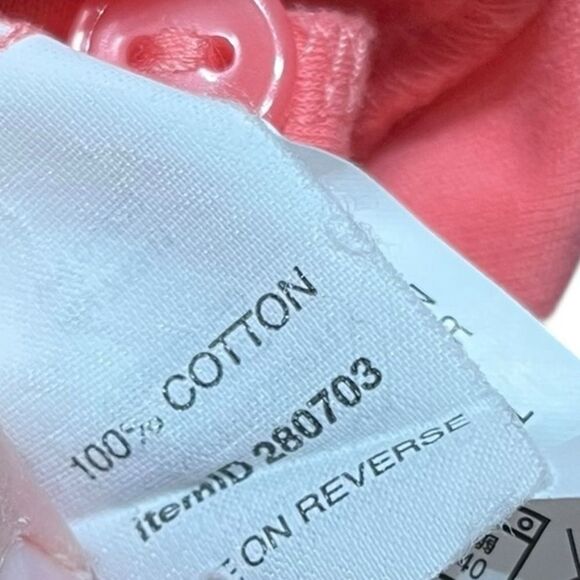 100% COTTON
itemID 280703
ON REVERSE